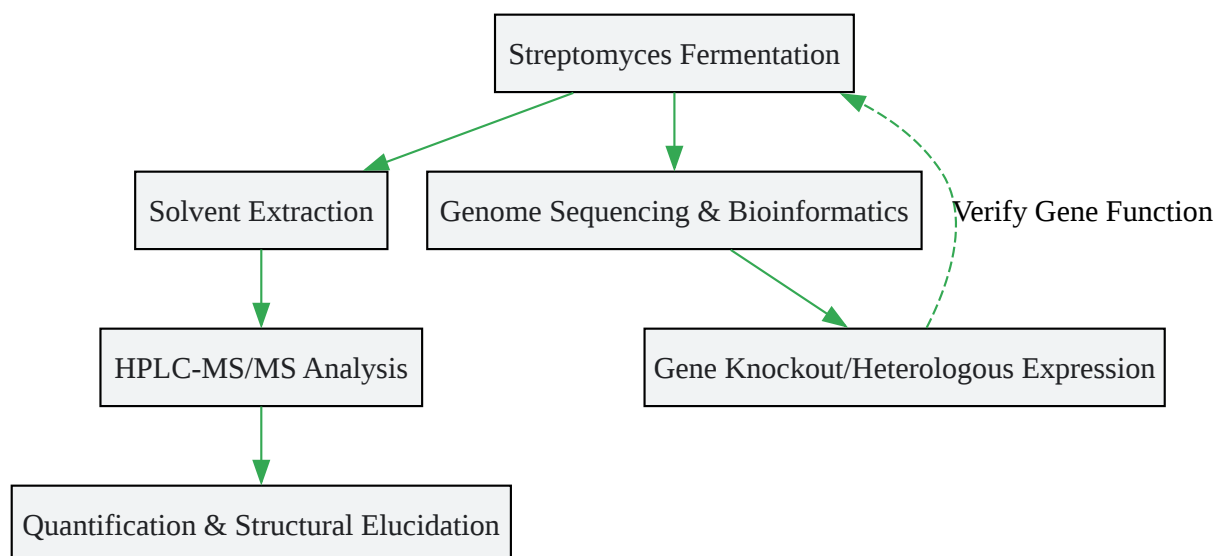 Streptomyces Fermentation
Solvent Extraction
Genome Sequencing & Bioinformatics
Verify Gene Function
HPLC-MS/MS Analysis
Gene Knockout/Heterologous Expression
Quantification & Structural Elucidation